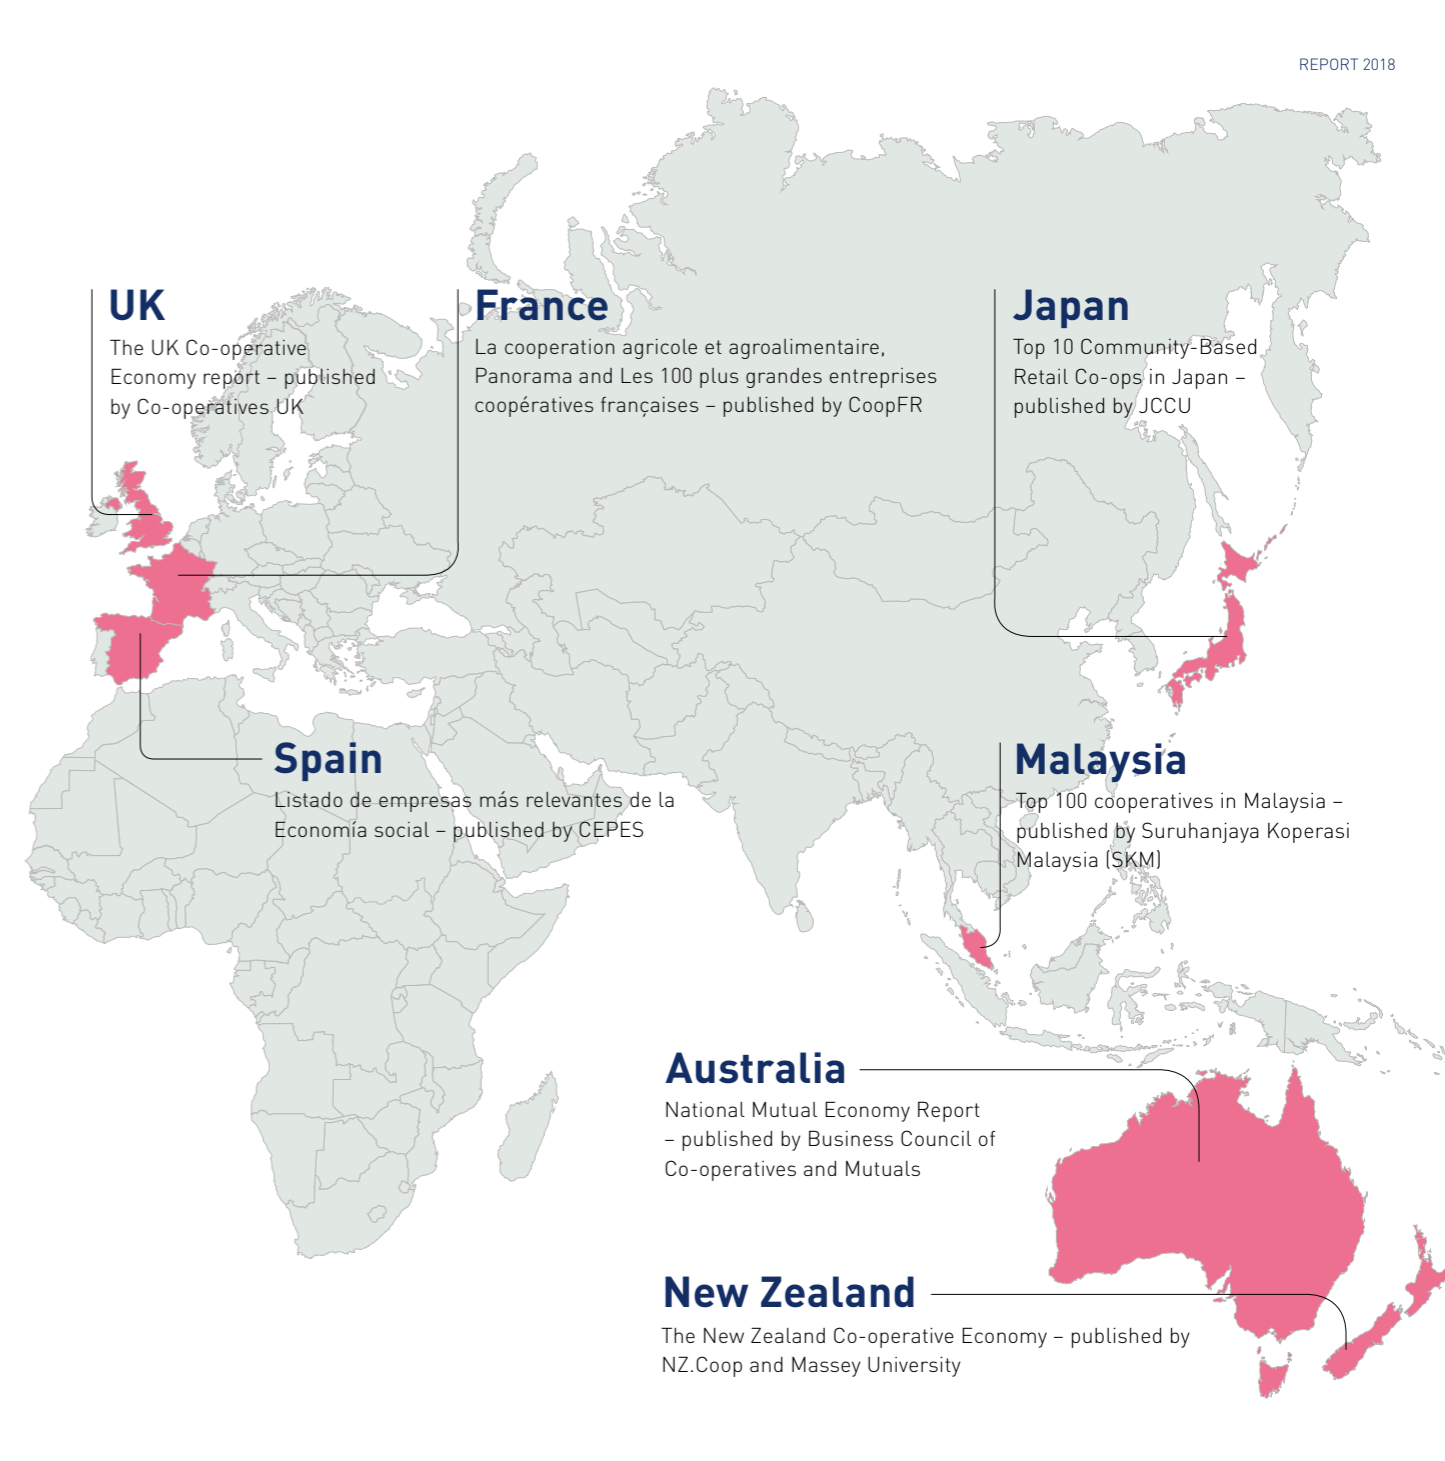 REPORT 2018
UK
The UK Co-operative
Economy report – published
by Co-operatives UK
France
La cooperation agricole et agroalimentaire,
Panorama and Les 100 plus grandes entreprises
coopératives françaises – published by CoopFR
Japan
Top 10 Community-Based
Retail Co-ops in Japan –
published by JCCU
Spain
Listado de empresas más relevantes de la
Economía social – published by CEPES
Malaysia
Top 100 cooperatives in Malaysia –
published by Suruhanjaya Koperasi
Malaysia (SKM)
Australia
National Mutual Economy Report
– published by Business Council of
Co-operatives and Mutuals
New Zealand
The New Zealand Co-operative Economy – published by
NZ.Coop and Massey University